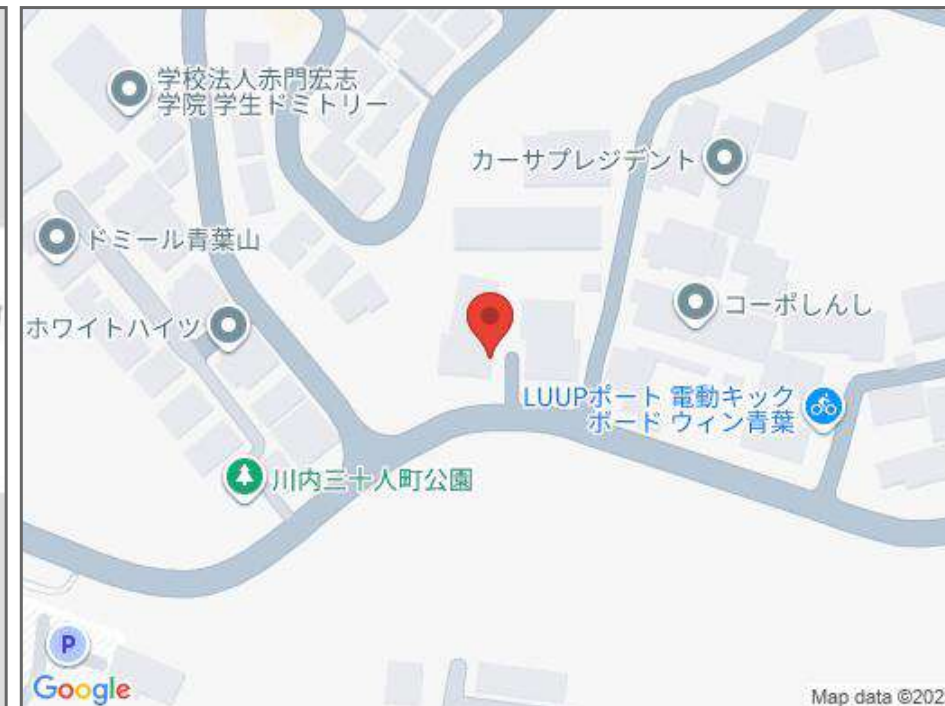 学校法人赤門宏志
学院 学生ドミトリー
カーサプレジデント
ドミール青葉山
コーポしんし
ホワイトハイツ
LUUPポート 電動キック
ボード ウィン青葉
川内三十人町公園
P
Google
Map data ©202